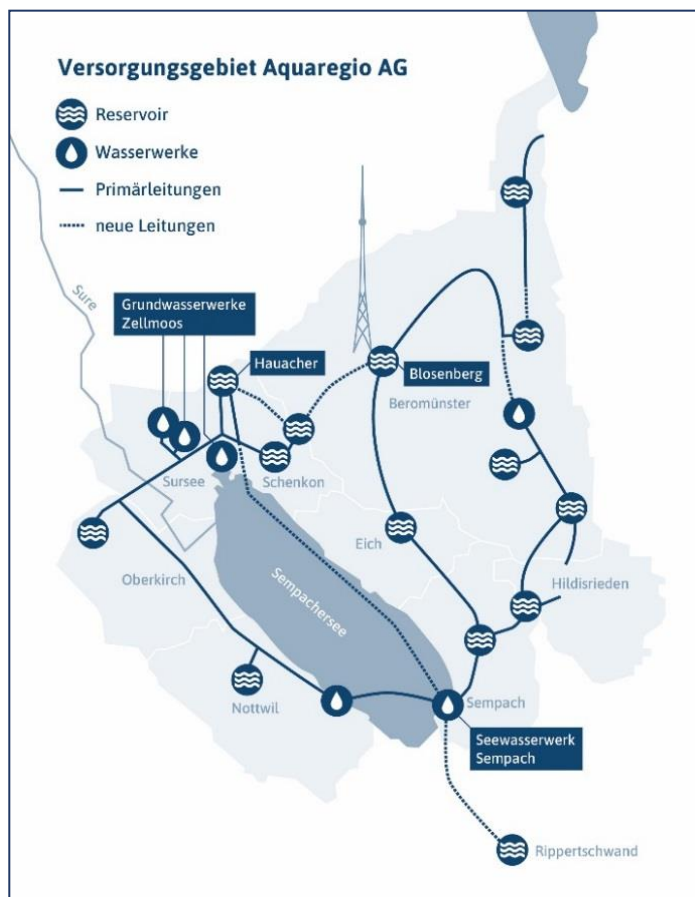 Versorgungsgebiet Aquaregio AG
Reservoir
Wasserwerke
Primärleitungen
neue Leitungen
Sure
Grundwasserwerke
Zellmoos
Hauacher
Blosenberg
Beromünster
Sursee
Schenkon
Eich
Oberkirch
Hildisrieden
Sempachersee
Nottwil
Sempach
Seewasserwerk
Sempach
Rippertschwand